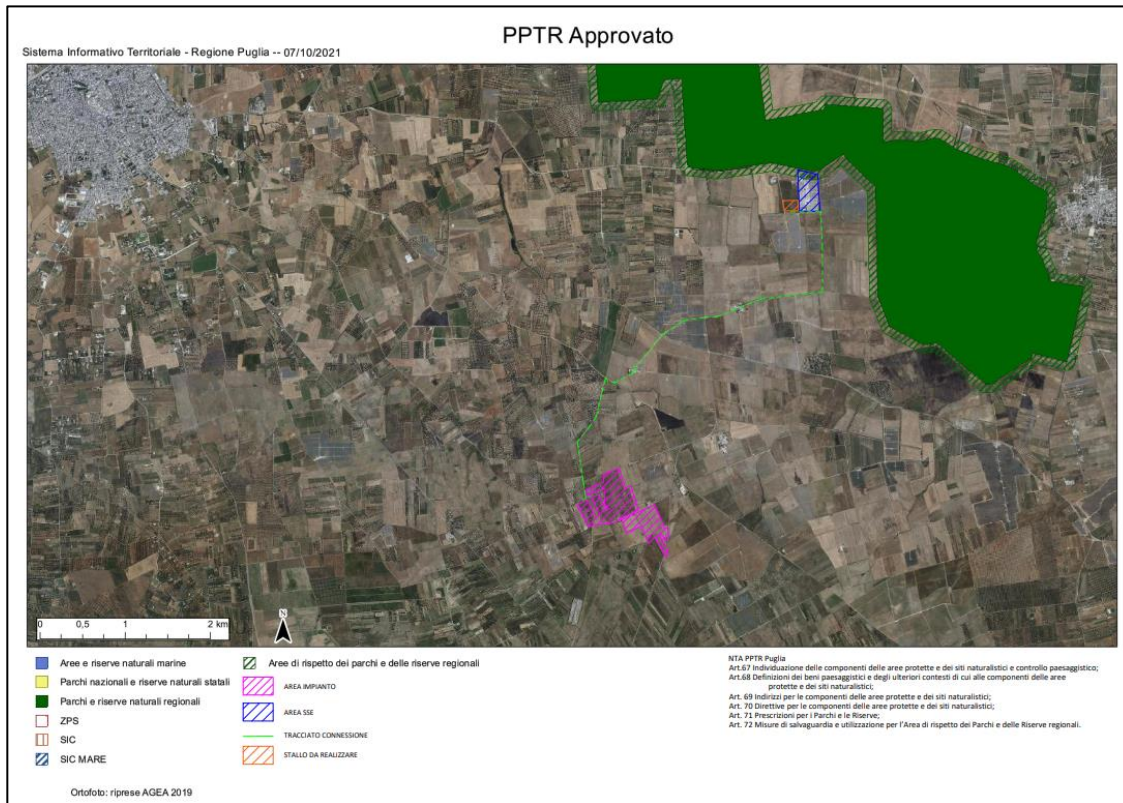 PPTR Approvato
Sistema Informativo Territoriale - Regione Puglia -- 07/10/2021
0 0,5 1 2 km
N
Aree e riserve naturali marine
Parchi nazionali e riserve naturali statali
Parchi e riserve naturali regionali
ZPS
SIC
SIC MARE
Aree di rispetto dei parchi e delle riserve regionali
AREA IMPIANTO
AREA SSE
TRACCIATO CONNESSIONE
STALLO DA REALIZZARE
NTA PPTR Puglia
Art.67 Individuazione delle componenti delle aree protette e dei siti naturalistici e controllo paesaggistico;
Art.68 Definizioni dei beni paesaggistici e degli ulteriori contesti di cui alle componenti delle aree
protette e dei siti naturalistici;
Art. 69 Indirizzi per le componenti delle aree protette e dei siti naturalistici;
Art. 70 Direttive per le componenti delle aree protette e dei siti naturalistici;
Art. 71 Prescrizioni per i Parchi e le Riserve;
Art. 72 Misure di salvaguardia e utilizzazione per l'Area di rispetto dei Parchi e delle Riserve regionali.
Ortofoto: riprese AGEA 2019